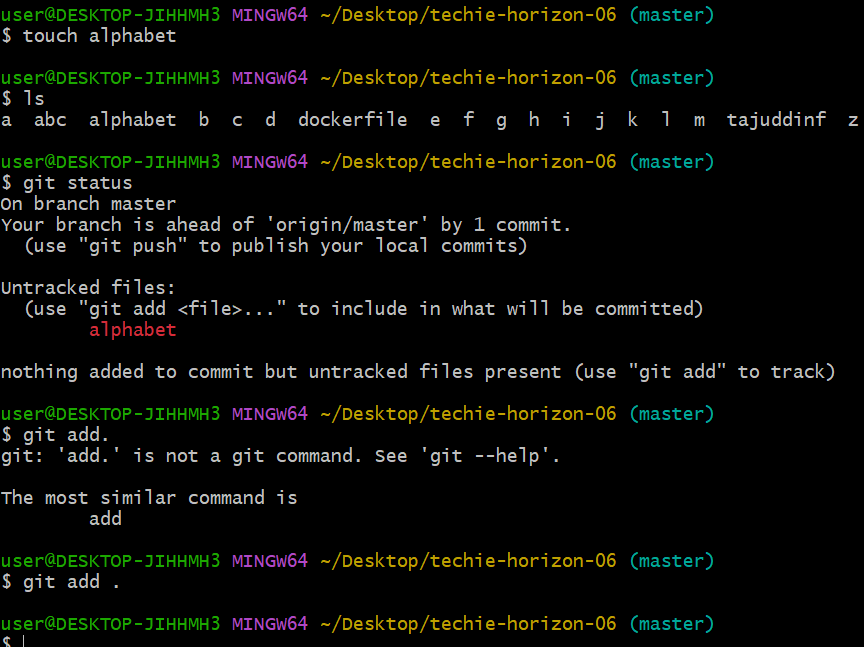 user@DESKTOP-JIHHMH3 MINGW64 ~/Desktop/techie-horizon-06 (master)
$ touch alphabet
user@DESKTOP-JIHHMH3 MINGW64 ~/Desktop/techie-horizon-06 (master)
$ ls
a  abc  alphabet  b  c  d  dockerfile  e  f  g  h  i  j  k  l  m  tajuddinf  z
user@DESKTOP-JIHHMH3 MINGW64 ~/Desktop/techie-horizon-06 (master)
$ git status
On branch master
Your branch is ahead of 'origin/master' by 1 commit.
  (use "git push" to publish your local commits)
Untracked files:
  (use "git add <file>..." to include in what will be committed)
        alphabet
nothing added to commit but untracked files present (use "git add" to track)
user@DESKTOP-JIHHMH3 MINGW64 ~/Desktop/techie-horizon-06 (master)
$ git add.
git: 'add.' is not a git command. See 'git --help'.
The most similar command is
        add
user@DESKTOP-JIHHMH3 MINGW64 ~/Desktop/techie-horizon-06 (master)
$ git add .
user@DESKTOP-JIHHMH3 MINGW64 ~/Desktop/techie-horizon-06 (master)
$